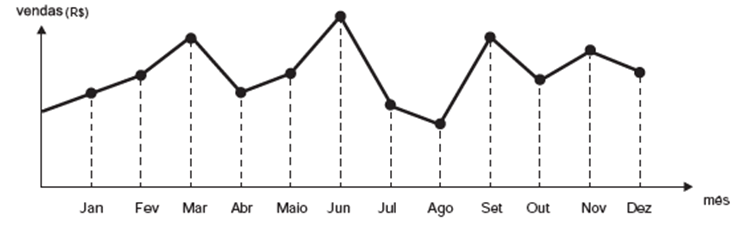 vendas (R$)
mês
Jan Fev Mar Abr Maio Jun Jul Ago Set Out Nov Dez